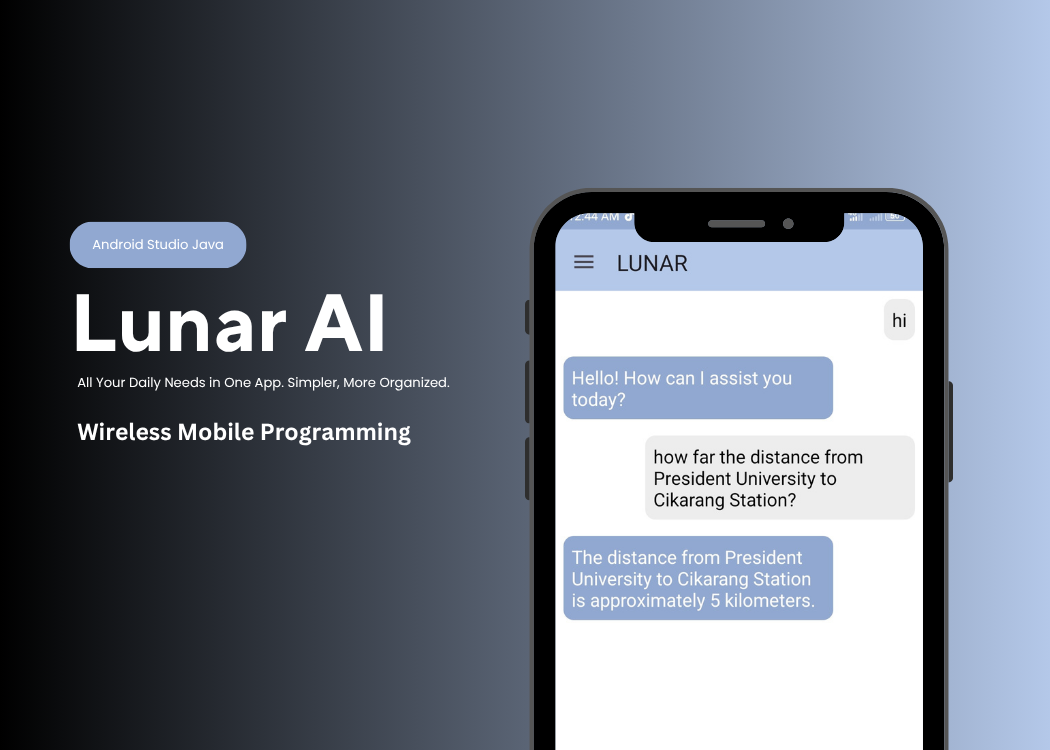 Android Studio Java
Lunar AI
All Your Daily Needs in One App. Simpler, More Organized.
Wireless Mobile Programming
2:44 AM
LUNAR
hi
Hello! How can I assist you
today?
how far the distance from
President University to
Cikarang Station?
The distance from President
University to Cikarang Station
is approximately 5 kilometers.